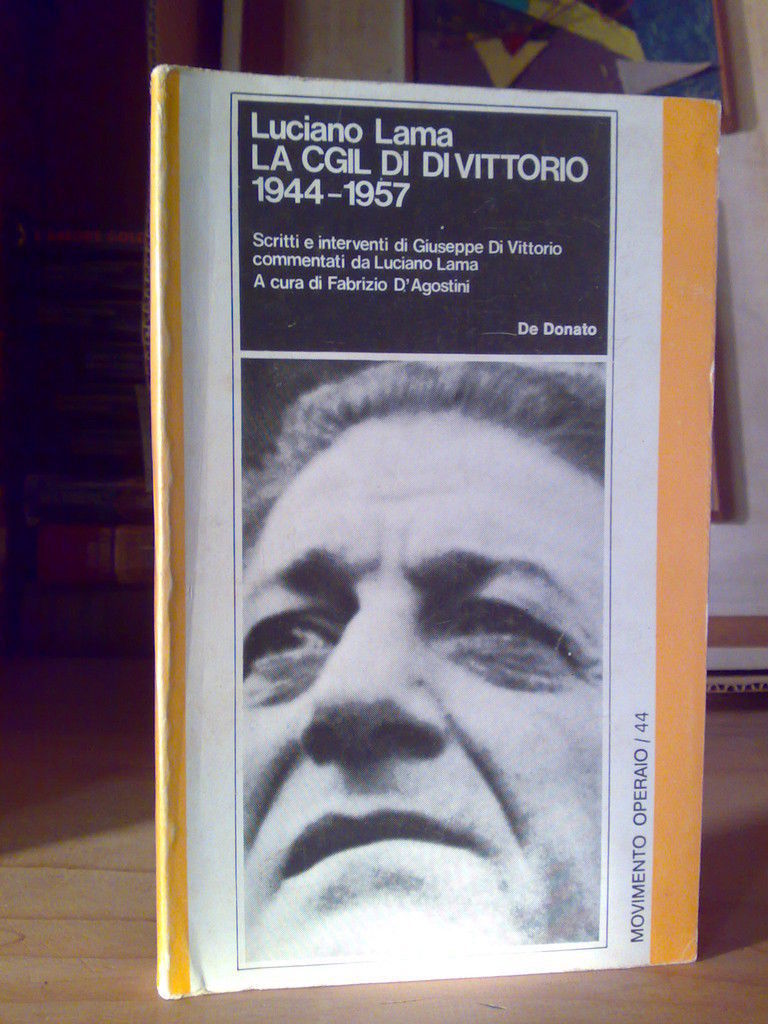 Luciano Lama
LA CGIL DI DI VITTORIO
1944-1957
Scritti e interventi di Giuseppe Di Vittorio
commentati da Luciano Lama
A cura di Fabrizio D'Agostini
De Donato
MOVIMENTO OPERAIO / 44